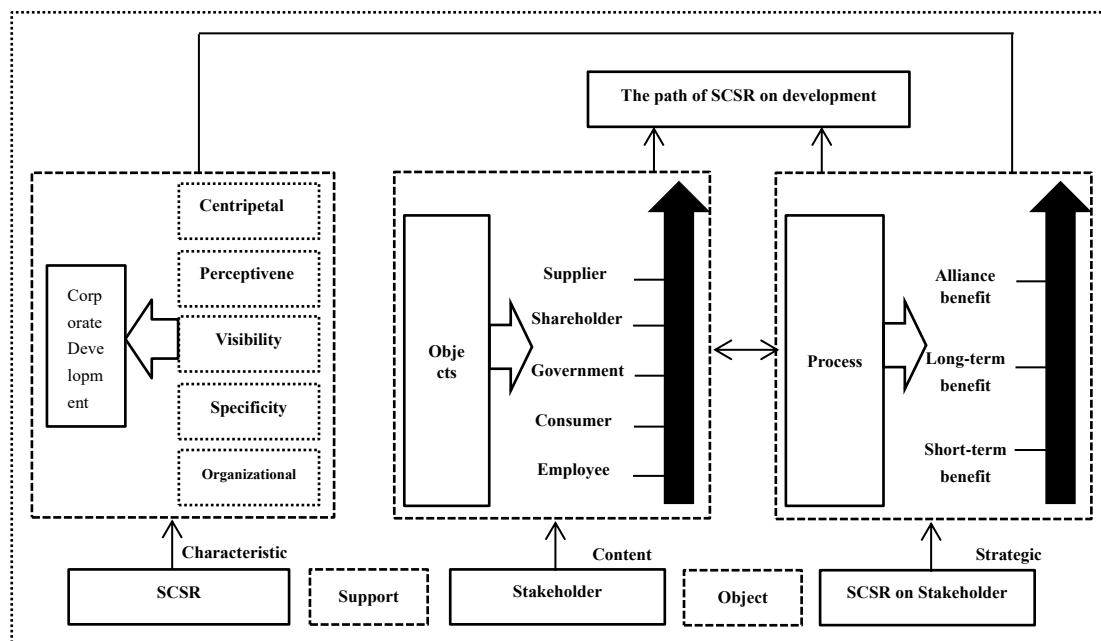 The path of SCSR on development
Centripetal
Perceptivene
Visibility
Specificity
Organizational
Corp
orate
Deve
lopm
ent
Obje
cts
Supplier
Shareholder
Government
Consumer
Employee
Process
Alliance
benefit
Long-term
benefit
Short-term
benefit
Characteristic
Content
Strategic
SCSR
Support
Stakeholder
Object
SCSR on Stakeholder